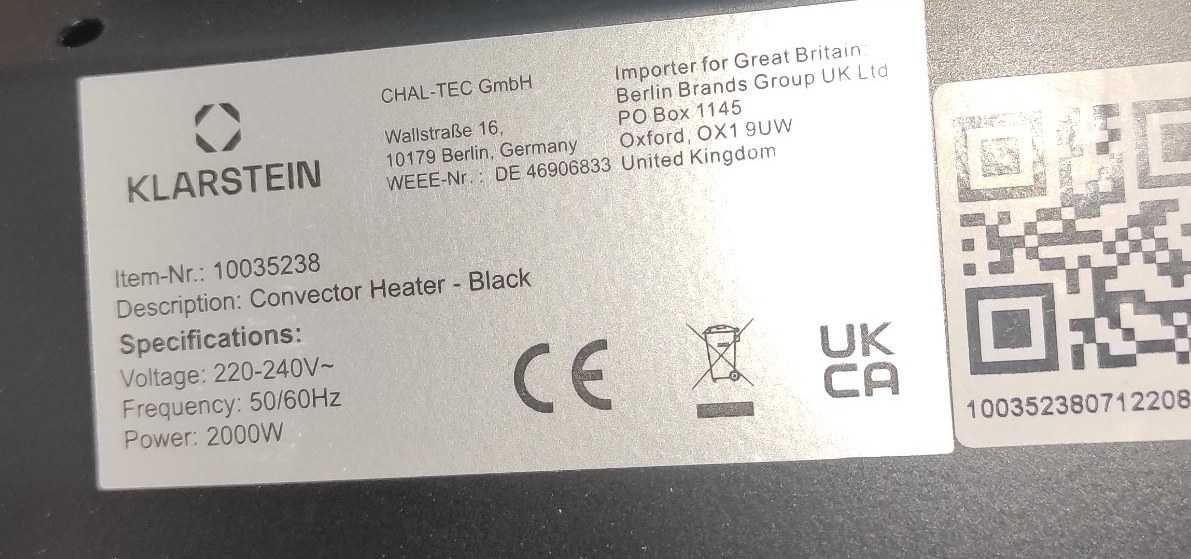 KLARSTEIN
CHAL-TEC GmbH
Wallstraße 16,
10179 Berlin, Germany
WEEE-Nr. : DE 46906833
Importer for Great Britain:
Berlin Brands Group UK Ltd
PO Box 1145
Oxford, OX1 9UW
United Kingdom
Item-Nr.: 10035238
Description: Convector Heater - Black
Specifications:
Voltage: 220-240V~
Frequency: 50/60Hz
Power: 2000W
CE
UK
CA
100352380712208